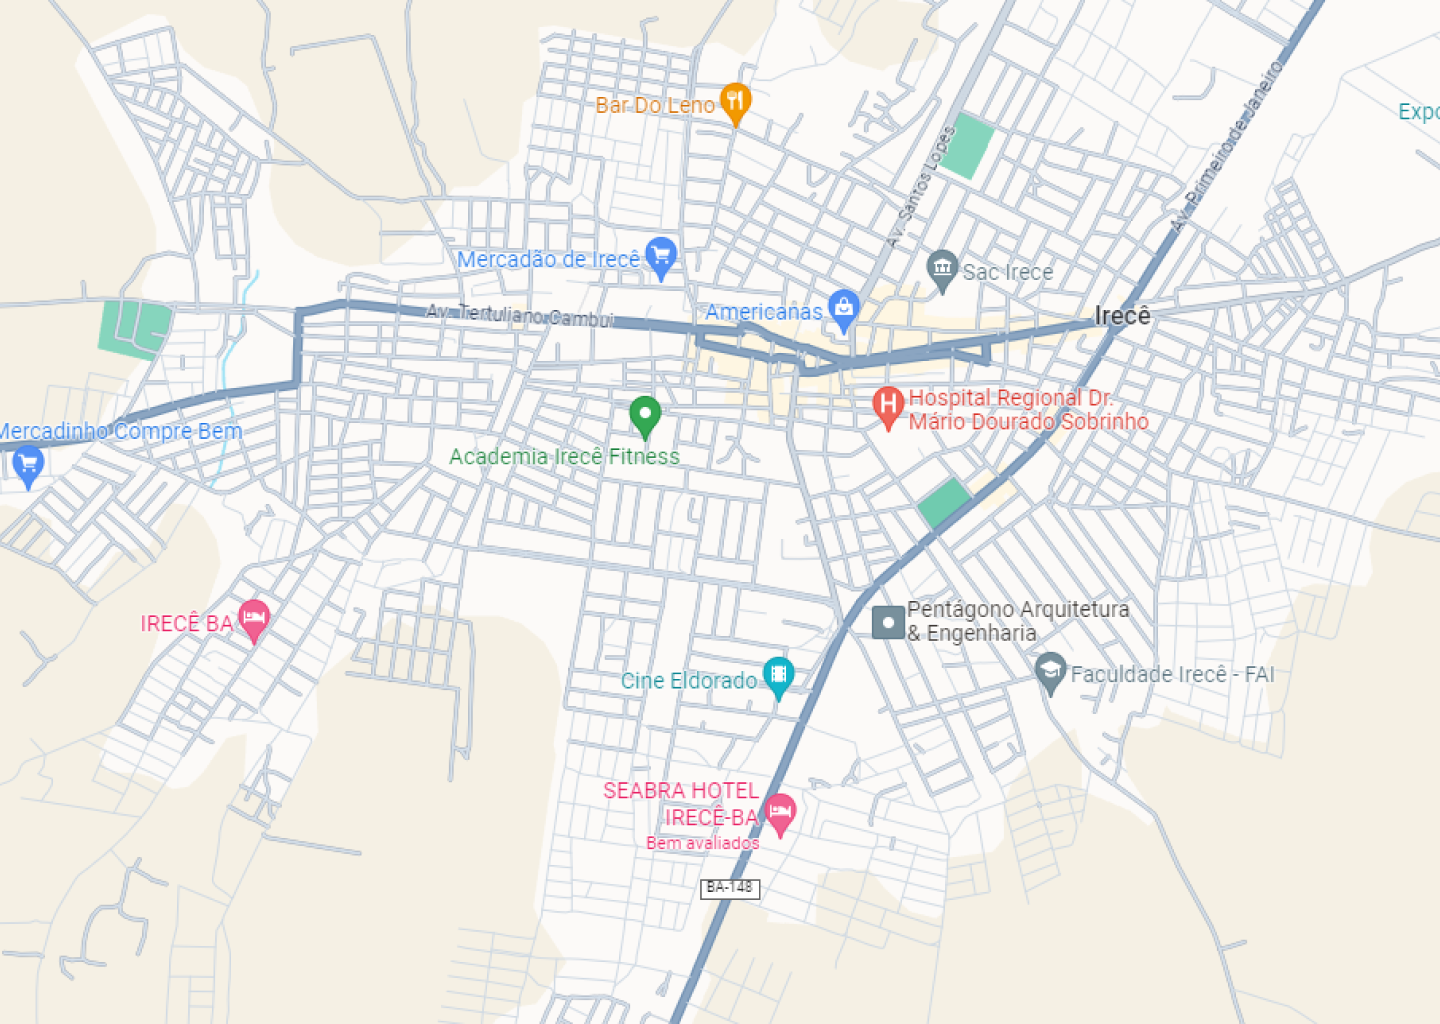 Bar Do Leno
Expo
Av. Santos Lopes
Av. Primeiro de Janeiro
Mercadão de Irecê
Sac Irece
Americanas
Av. Tertuliano Cambui
Irecê
Hospital Regional Dr.
Mário Dourado Sobrinho
Mercadinho Compre Bem
Academia Irecê Fitness
IRECÊ BA
Pentágono Arquitetura
& Engenharia
Cine Eldorado
Faculdade Irecê - FAI
SEABRA HOTEL
IRECÊ-BA
Bem avaliados
BA-148